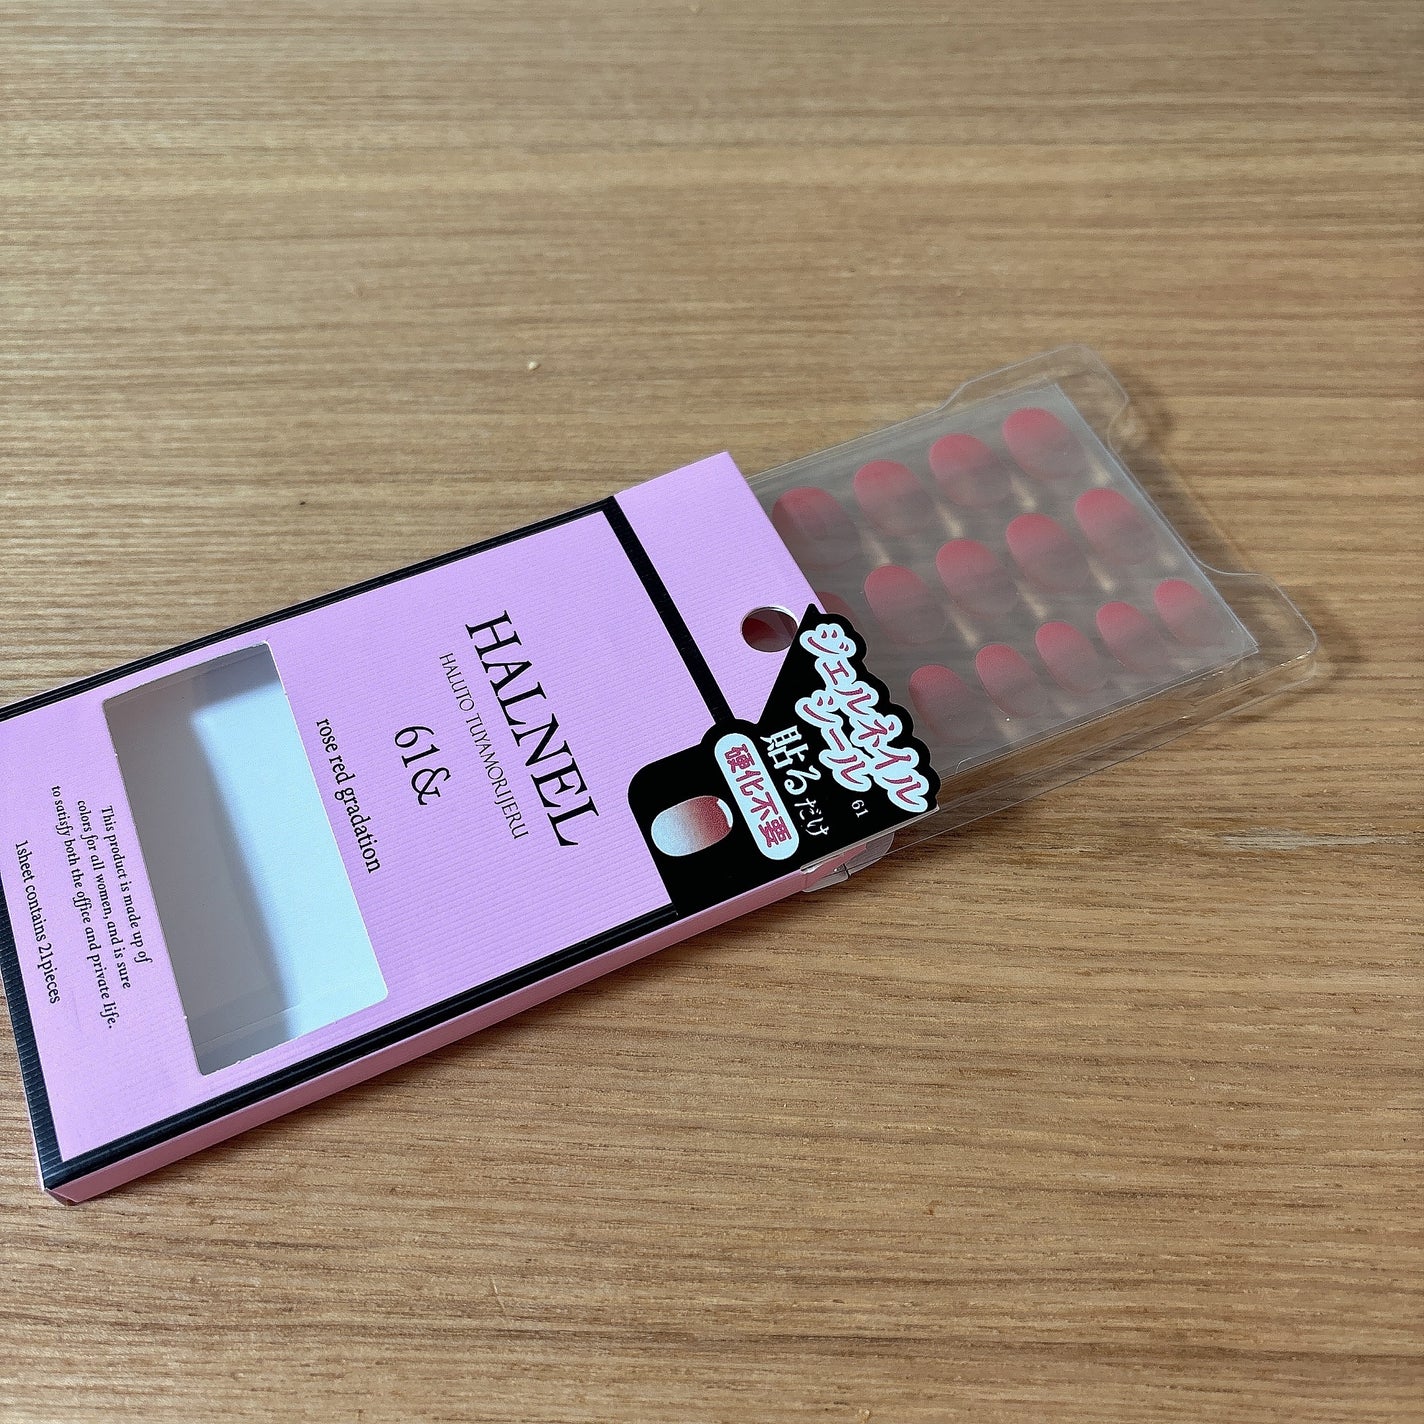 ジェルネイル
シール
貼るだけ
61
硬化不要
HALNEL
HALUTO TUYAMORIJERU
61&
rose red gradation
This product is made up of
colors for all women, and is sure
to satisfy both the office and private life.
1sheet contains 21pieces